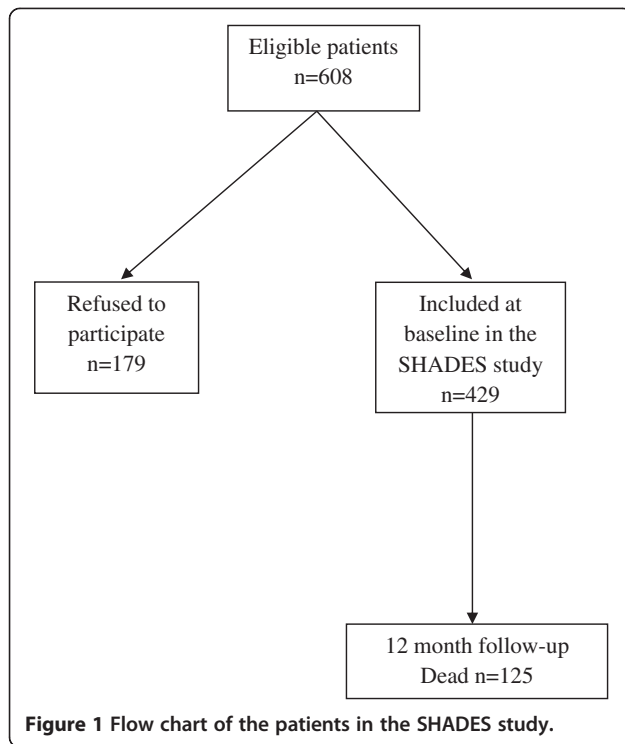 Eligible patients
n=608
Refused to
participate
n=179
Included at
baseline in the
SHADES study
n=429
12 month follow-up
Dead n=125
Figure 1 Flow chart of the patients in the SHADES study.